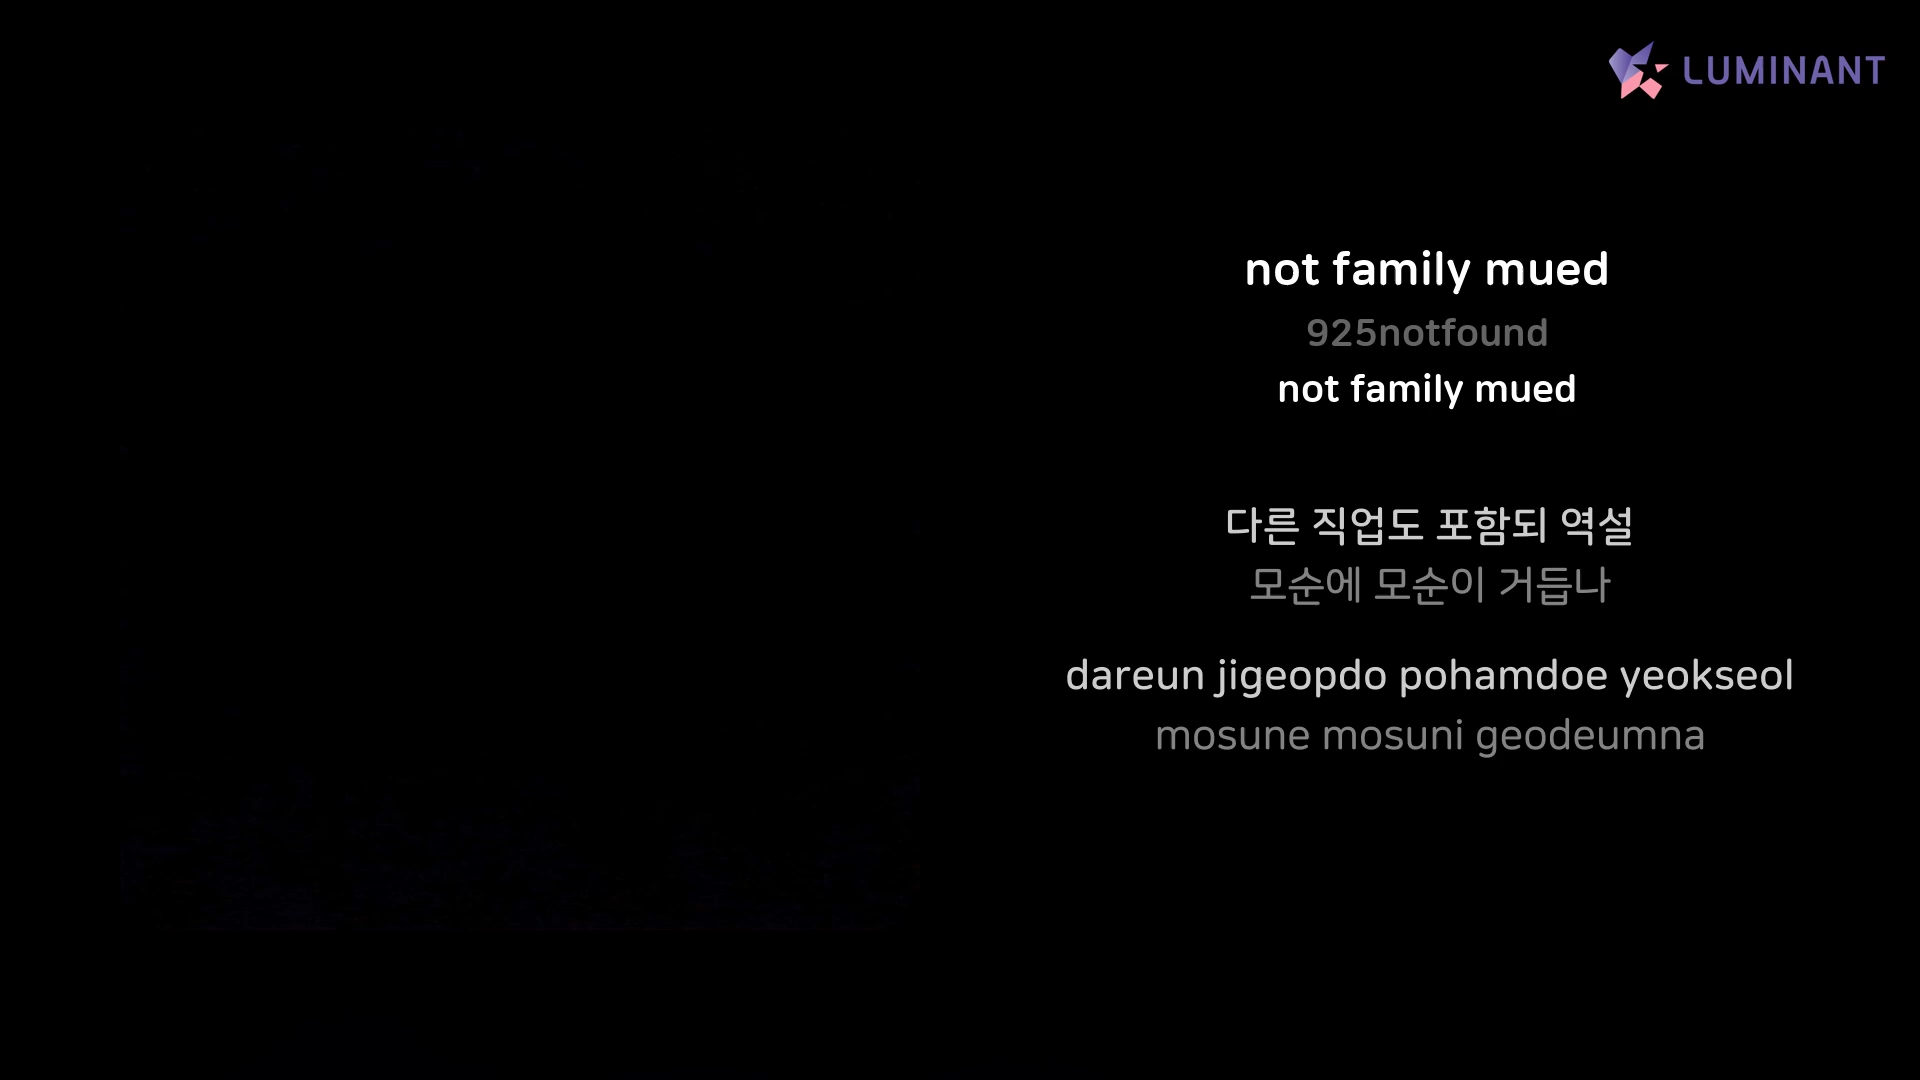 LUMINANT
not family mued
925notfound
not family mued
다른 직업도 포함되 역설
모순에 모순이 거듭나
dareun jigeopdo pohamdoe yeokseol
mosune mosuni geodeumna